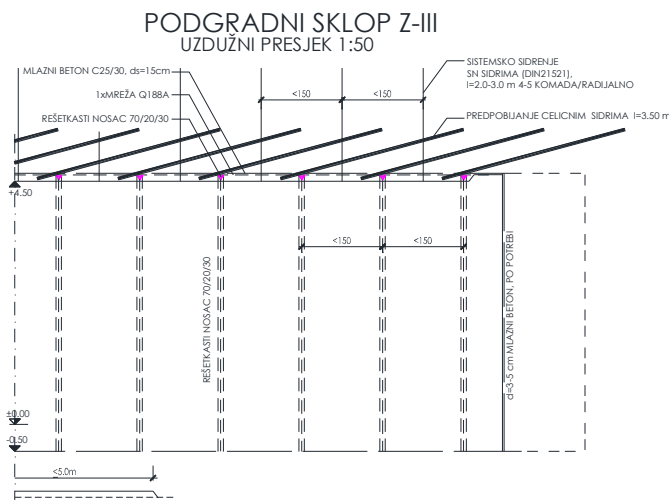 PODGRADNI SKLOP Z-III
UZDUŽNI PRESJEK 1:50
MLAZNI BETON C25/30, ds=15cm
1xMREŽA Q188A
REŠETKASTI NOSAC 70/20/30
<150
<150
SISTEMSKO SIDRENJE
SN SIDRIMA (DIN21521),
l=2.0-3.0 m 4-5 KOMADA/RADIJALNO
PREDPOBIJANJE CELICNIM SIDRIMA l=3.50 m
+4.50
<150
<150
REŠETKASTI NOSAC 70/20/30
d=3-5 cm MLAZNI BETON, PO POTREBI
±0.00
-0.50
<5.0m